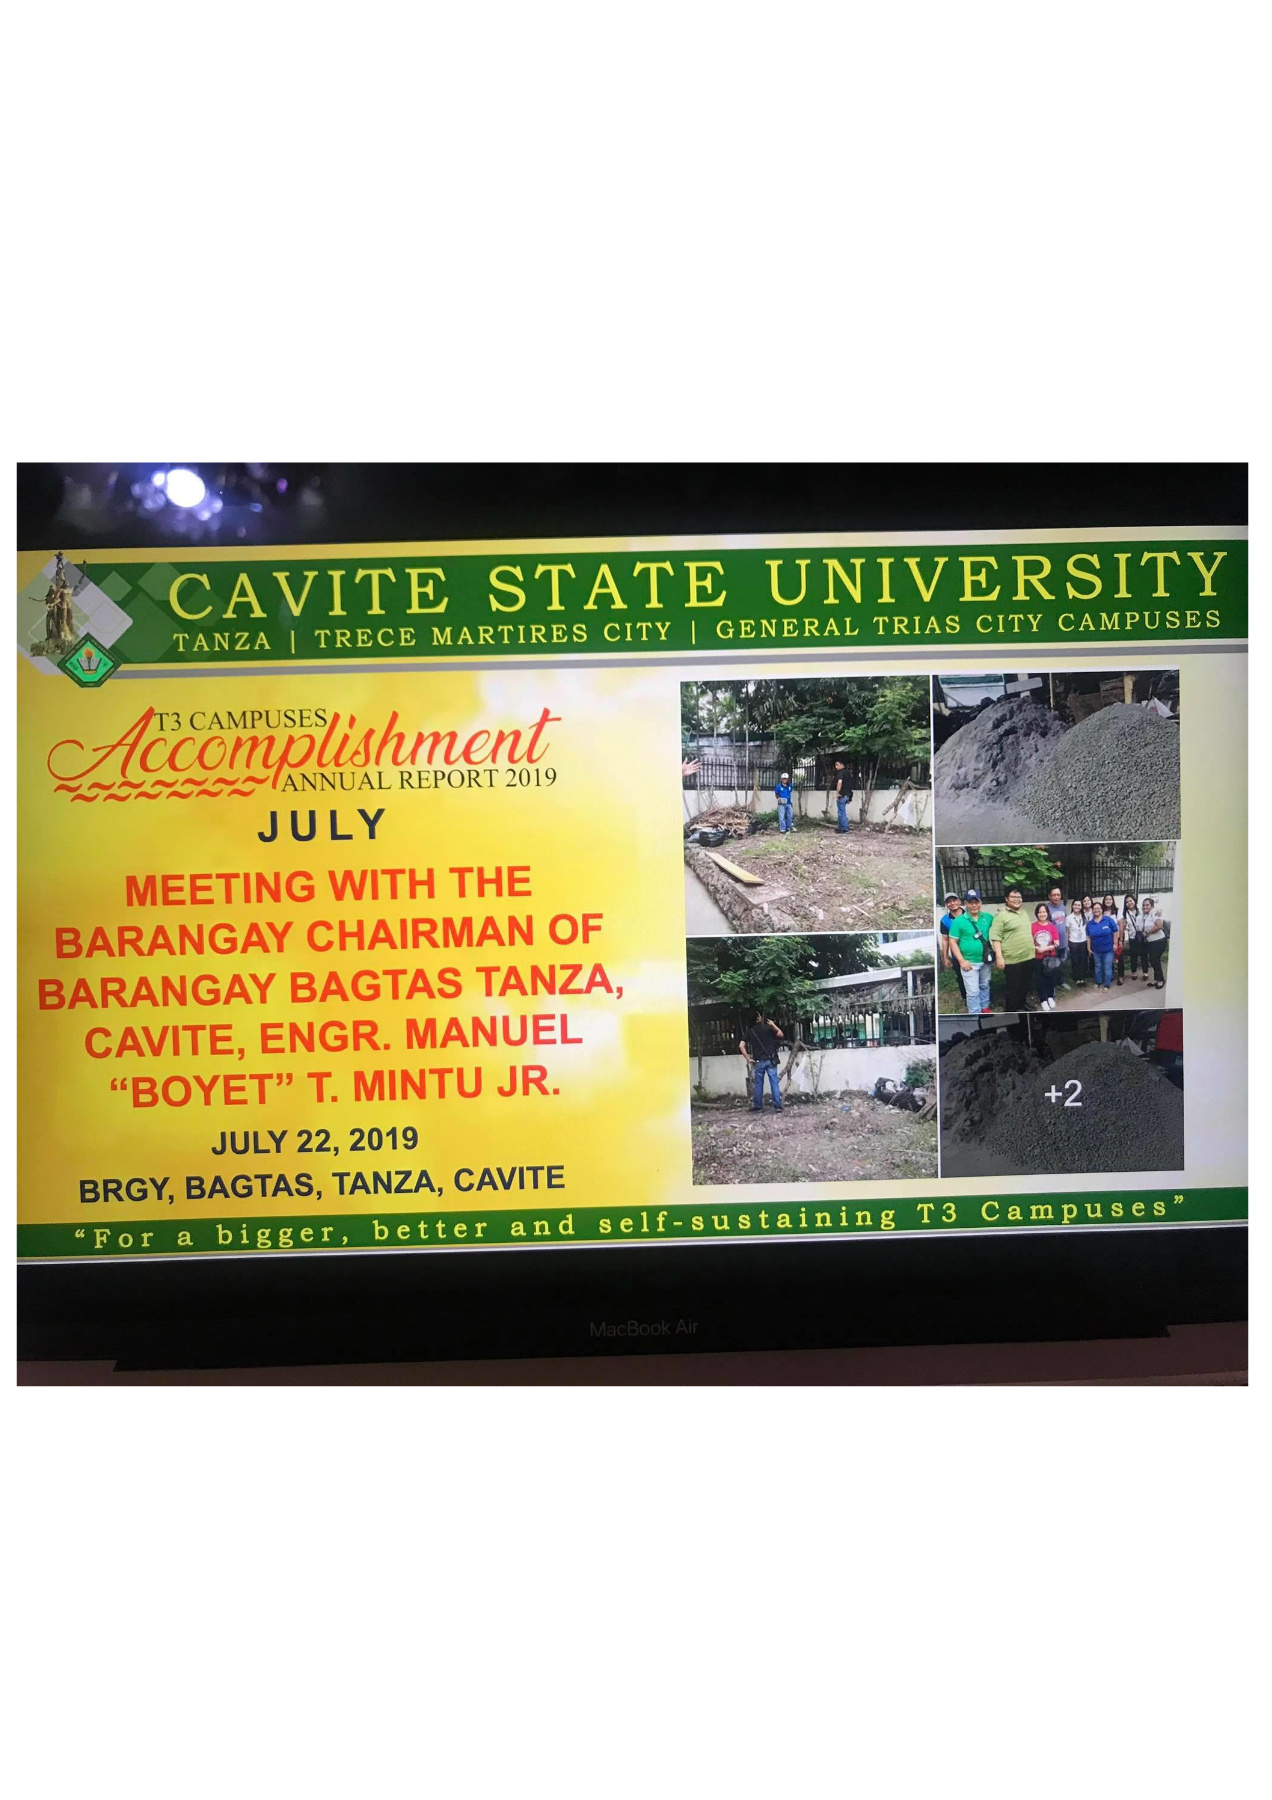 CAVITE STATE UNIVERSITY
TANZA | TRECE MARTIRES CITY | GENERAL TRIAS CITY CAMPUSES
T3 CAMPUSES
Accomplishment
ANNUAL REPORT 2019
JULY
MEETING WITH THE
BARANGAY CHAIRMAN OF
BARANGAY BAGTAS TANZA,
CAVITE, ENGR. MANUEL
“BOYET” T. MINTU JR.
JULY 22, 2019
BRGY, BAGTAS, TANZA, CAVITE
+2
“For a bigger, better and self-sustaining T3 Campuses”
MacBook Air